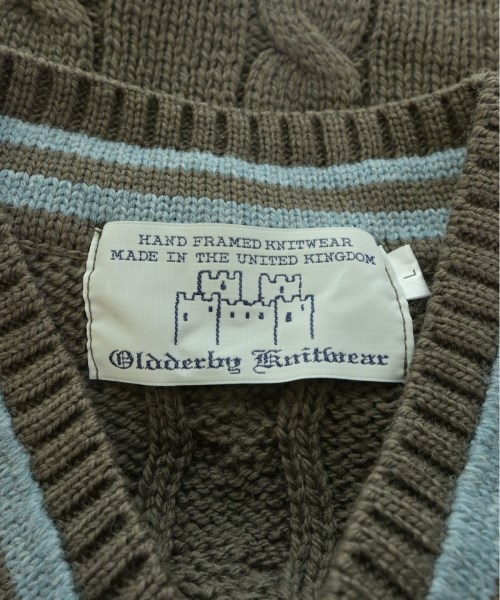 HAND FRAMED KNITWEAR
MADE IN THE UNITED KINGDOM
L
Oldderby Knitwear